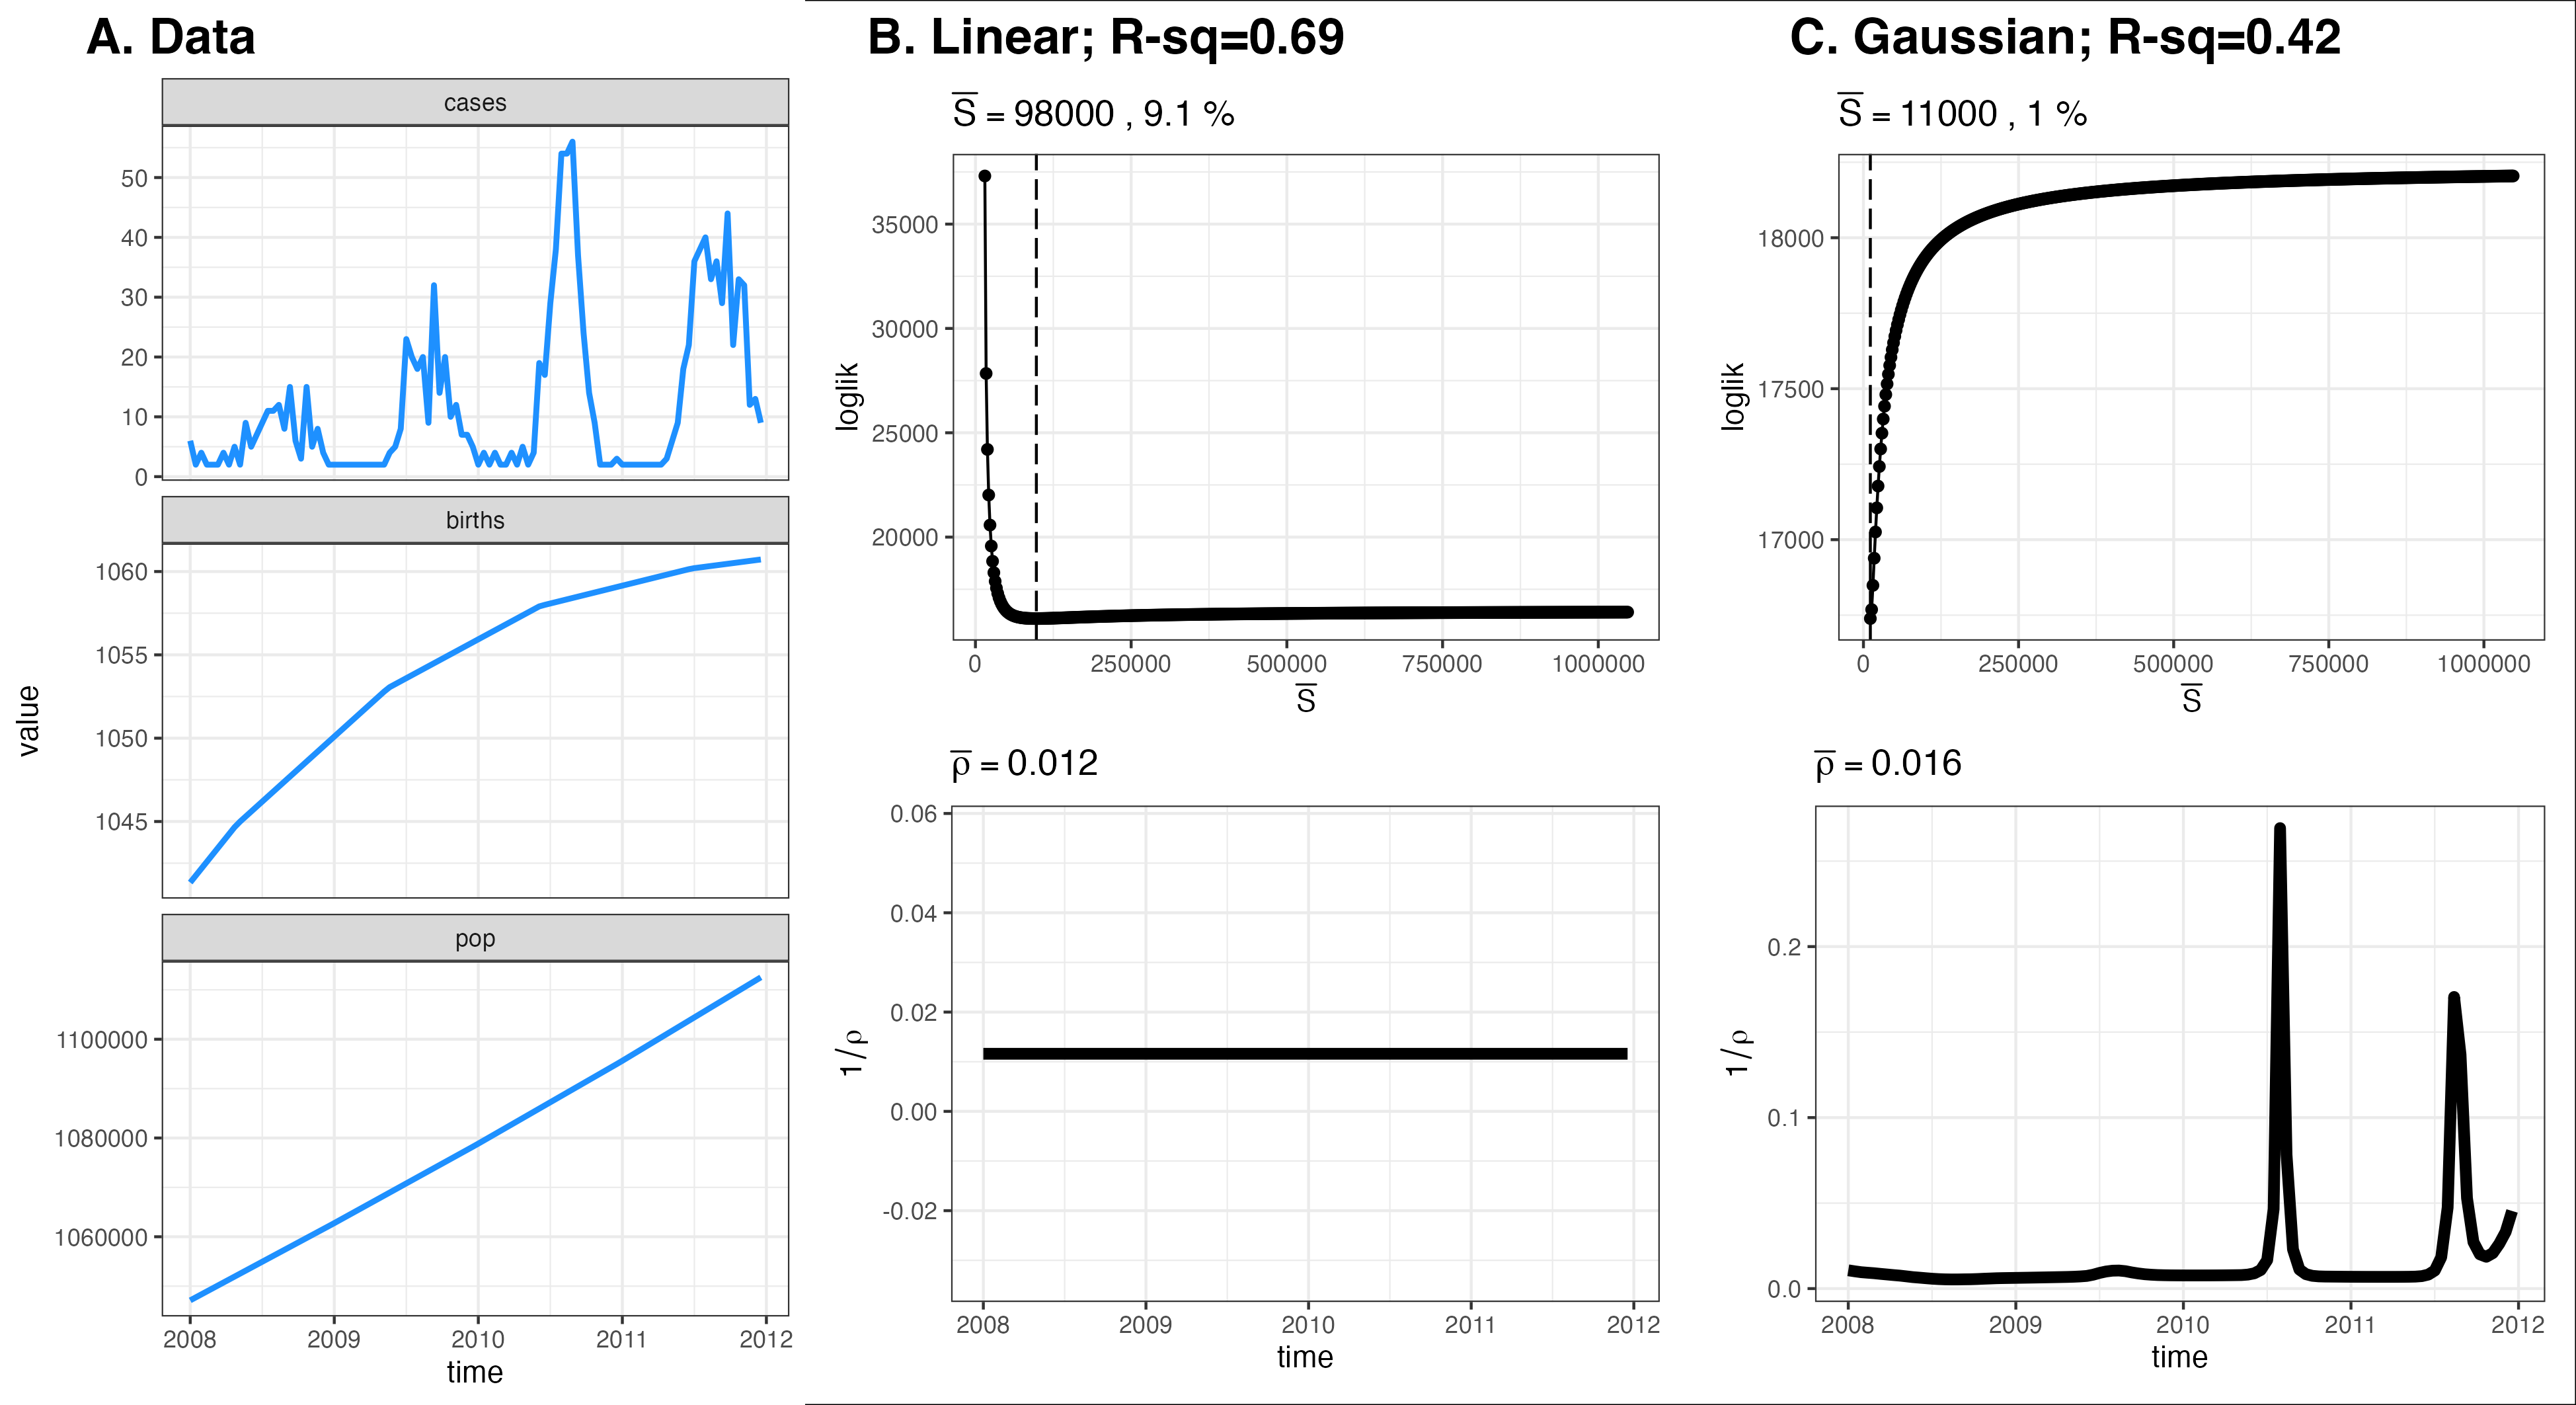 A. Data
cases
50
40
30
20
10
0
births
1060
1055
1050
1045
value
pop
1100000
1080000
1060000
2008 2009 2010 2011 2012
time
B. Linear; R-sq=0.69
S̅ = 98000 , 9.1 %
35000
30000
25000
20000
loglik
0 250000 500000 750000 1000000
S̅
ρ̅ = 0.012
0.06
0.04
0.02
0.00
-0.02
1/ρ
2008 2009 2010 2011 2012
time
C. Gaussian; R-sq=0.42
S̅ = 11000 , 1 %
18000
17500
17000
loglik
0 250000 500000 750000 1000000
S̅
ρ̅ = 0.016
0.2
0.1
0.0
1/ρ
2008 2009 2010 2011 2012
time